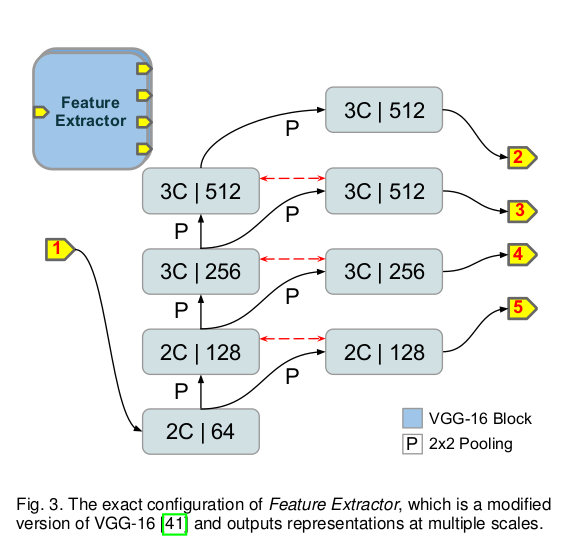 Feature
Extractor
3C | 512
P
2
3C | 512
3C | 512
P
P
3
1
3C | 256
3C | 256
4
P
P
5
2C | 128
2C | 128
P
P
2C | 64
VGG-16 Block
P 2x2 Pooling
Fig. 3. The exact configuration of Feature Extractor, which is a modified
version of VGG-16 [41] and outputs representations at multiple scales.